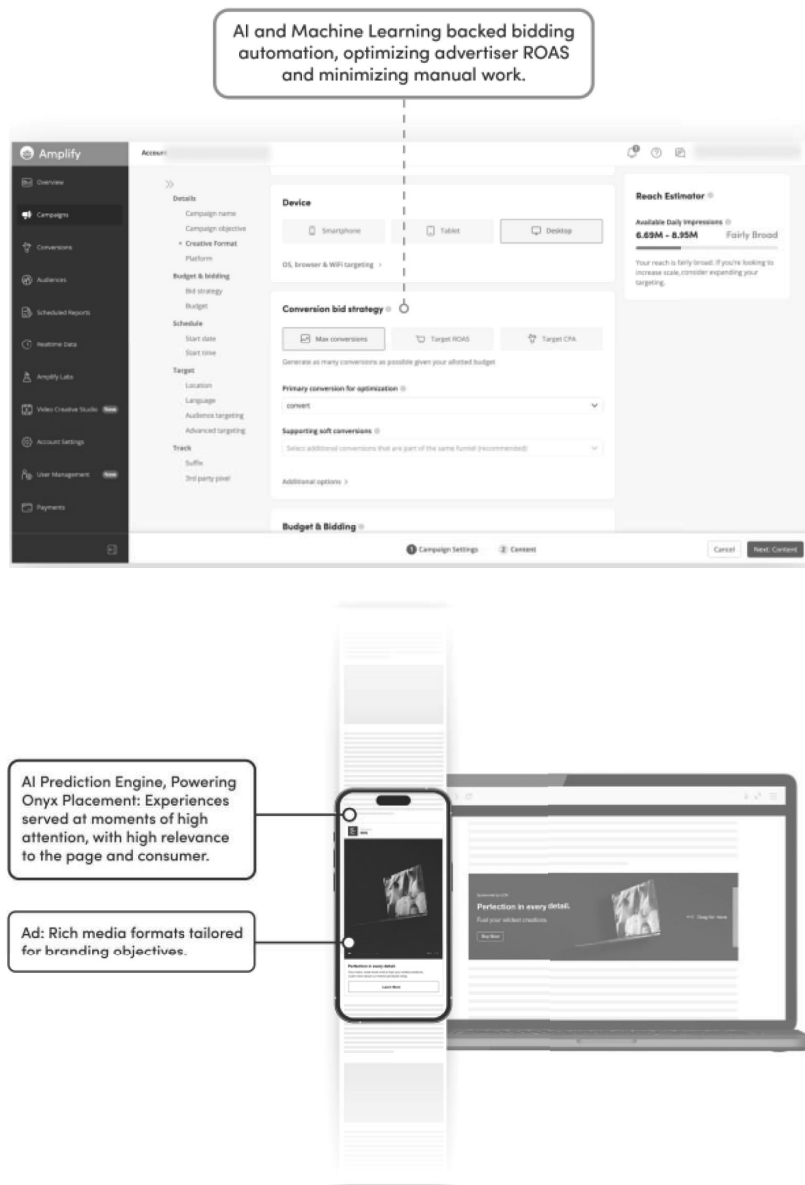 AI and Machine Learning backed bidding
automation, optimizing advertiser ROAS
and minimizing manual work.
Amplify
Account
Overview
Campaigns
Conversions
Audiences
Scheduled Reports
Realtime Data
Amplify Labs
Video Creative Studio New
Account Settings
User Management New
Payments
Details
Campaign name
Campaign objective
Creative Format
Platform
Budget & bidding
Bid strategy
Budget
Schedule
Start date
Start time
Target
Location
Language
Audience targeting
Advanced targeting
Track
Suffix
3rd party pixel
Device
Smartphone
Tablet
Desktop
OS, browser & WiFi targeting >
Conversion bid strategy
Max conversions
Target ROAS
Target CPA
Generate as many conversions as possible given your allotted budget
Primary conversion for optimization
convert
Supporting soft conversions
Select additional conversions that are part of the same funnel (recommended)
Additional options >
Budget & Bidding
Reach Estimator
Available Daily Impressions
6.69M - 8.95M Fairly Broad
Your reach is fairly broad. If you're looking to
increase scale, consider expanding your
targeting.
1 Campaign Settings
2 Content
Cancel
Next: Content
AI Prediction Engine, Powering
Onyx Placement: Experiences
served at moments of high
attention, with high relevance
to the page and consumer.
Ad: Rich media formats tailored
for branding objectives.
Perfection in every detail.
Learn More
Perfection in every detail.
Fuel your wildest creations.
Buy Now
Drag for more